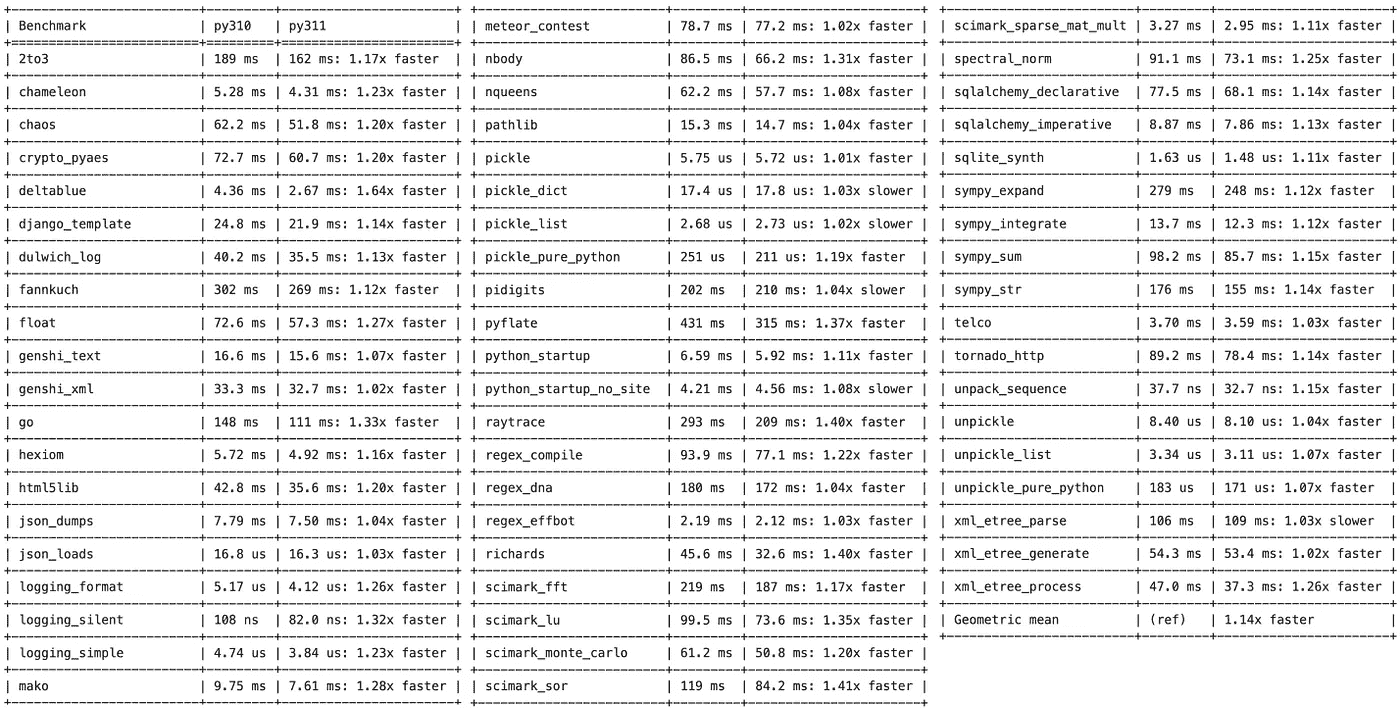 | Benchmark | py310 | py311 |
| 2to3 | 189 ms | 162 ms: 1.17x faster |
| chameleon | 5.28 ms | 4.31 ms: 1.23x faster |
| chaos | 62.2 ms | 51.8 ms: 1.20x faster |
| crypto_pyaes | 72.7 ms | 60.7 ms: 1.20x faster |
| deltablue | 4.36 ms | 2.67 ms: 1.64x faster |
| django_template | 24.8 ms | 21.9 ms: 1.14x faster |
| dulwich_log | 40.2 ms | 35.5 ms: 1.13x faster |
| fannkuch | 302 ms | 269 ms: 1.12x faster |
| float | 72.6 ms | 57.3 ms: 1.27x faster |
| genshi_text | 16.6 ms | 15.6 ms: 1.07x faster |
| genshi_xml | 33.3 ms | 32.7 ms: 1.02x faster |
| go | 148 ms | 111 ms: 1.33x faster |
| hexiom | 5.72 ms | 4.92 ms: 1.16x faster |
| html5lib | 42.8 ms | 35.6 ms: 1.20x faster |
| json_dumps | 7.79 ms | 7.50 ms: 1.04x faster |
| json_loads | 16.8 us | 16.3 us: 1.03x faster |
| logging_format | 5.17 us | 4.12 us: 1.26x faster |
| logging_silent | 108 ns | 82.0 ns: 1.32x faster |
| logging_simple | 4.74 us | 3.84 us: 1.23x faster |
| mako | 9.75 ms | 7.61 ms: 1.28x faster |
| meteor_contest | 78.7 ms | 77.2 ms: 1.02x faster |
| nbody | 86.5 ms | 66.2 ms: 1.31x faster |
| nqueens | 62.2 ms | 57.7 ms: 1.08x faster |
| pathlib | 15.3 ms | 14.7 ms: 1.04x faster |
| pickle | 5.75 us | 5.72 us: 1.01x faster |
| pickle_dict | 17.4 us | 17.8 us: 1.03x slower |
| pickle_list | 2.68 us | 2.73 us: 1.02x slower |
| pickle_pure_python | 251 us | 211 us: 1.19x faster |
| pidigits | 202 ms | 210 ms: 1.04x slower |
| pyflate | 431 ms | 315 ms: 1.37x faster |
| python_startup | 6.59 ms | 5.92 ms: 1.11x faster |
| python_startup_no_site | 4.21 ms | 4.56 ms: 1.08x slower |
| raytrace | 293 ms | 209 ms: 1.40x faster |
| regex_compile | 93.9 ms | 77.1 ms: 1.22x faster |
| regex_dna | 180 ms | 172 ms: 1.04x faster |
| regex_effbot | 2.19 ms | 2.12 ms: 1.03x faster |
| richards | 45.6 ms | 32.6 ms: 1.40x faster |
| scimark_fft | 219 ms | 187 ms: 1.17x faster |
| scimark_lu | 99.5 ms | 73.6 ms: 1.35x faster |
| scimark_monte_carlo | 61.2 ms | 50.8 ms: 1.20x faster |
| scimark_sor | 119 ms | 84.2 ms: 1.41x faster |
| scimark_sparse_mat_mult | 3.27 ms | 2.95 ms: 1.11x faster |
| spectral_norm | 91.1 ms | 73.1 ms: 1.25x faster |
| sqlalchemy_declarative | 77.5 ms | 68.1 ms: 1.14x faster |
| sqlalchemy_imperative | 8.87 ms | 7.86 ms: 1.13x faster |
| sqlite_synth | 1.63 us | 1.48 us: 1.11x faster |
| sympy_expand | 279 ms | 248 ms: 1.12x faster |
| sympy_integrate | 13.7 ms | 12.3 ms: 1.12x faster |
| sympy_sum | 98.2 ms | 85.7 ms: 1.15x faster |
| sympy_str | 176 ms | 155 ms: 1.14x faster |
| telco | 3.70 ms | 3.59 ms: 1.03x faster |
| tornado_http | 89.2 ms | 78.4 ms: 1.14x faster |
| unpack_sequence | 37.7 ns | 32.7 ns: 1.15x faster |
| unpickle | 8.40 us | 8.10 us: 1.04x faster |
| unpickle_list | 3.34 us | 3.11 us: 1.07x faster |
| unpickle_pure_python | 183 us | 171 us: 1.07x faster |
| xml_etree_parse | 106 ms | 109 ms: 1.03x slower |
| xml_etree_generate | 54.3 ms | 53.4 ms: 1.02x faster |
| xml_etree_process | 47.0 ms | 37.3 ms: 1.26x faster |
| Geometric mean | (ref) | 1.14x faster |